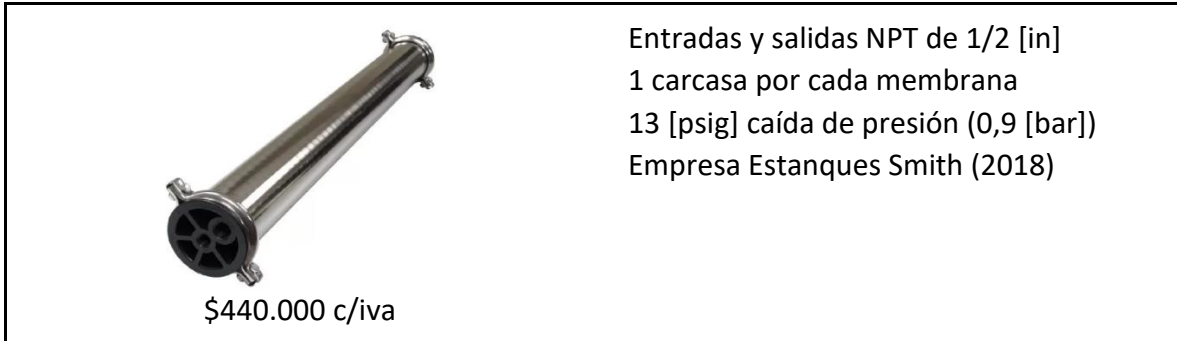 Entradas y salidas NPT de 1/2 [in]
1 carcasa por cada membrana
13 [psig] caída de presión (0,9 [bar])
Empresa Estanques Smith (2018)
$440.000 c/iva